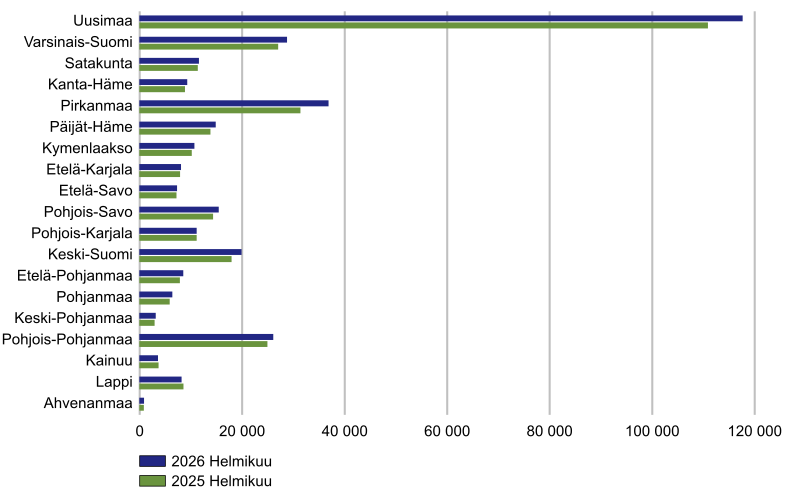 Uusimaa
Varsinais-Suomi
Satakunta
Kanta-Häme
Pirkanmaa
Päijät-Häme
Kymenlaakso
Etelä-Karjala
Etelä-Savo
Pohjois-Savo
Pohjois-Karjala
Keski-Suomi
Etelä-Pohjanmaa
Pohjanmaa
Keski-Pohjanmaa
Pohjois-Pohjanmaa
Kainuu
Lappi
Ahvenanmaa
0 20 000 40 000 60 000 80 000 100 000 120 000
2026 Helmikuu
2025 Helmikuu